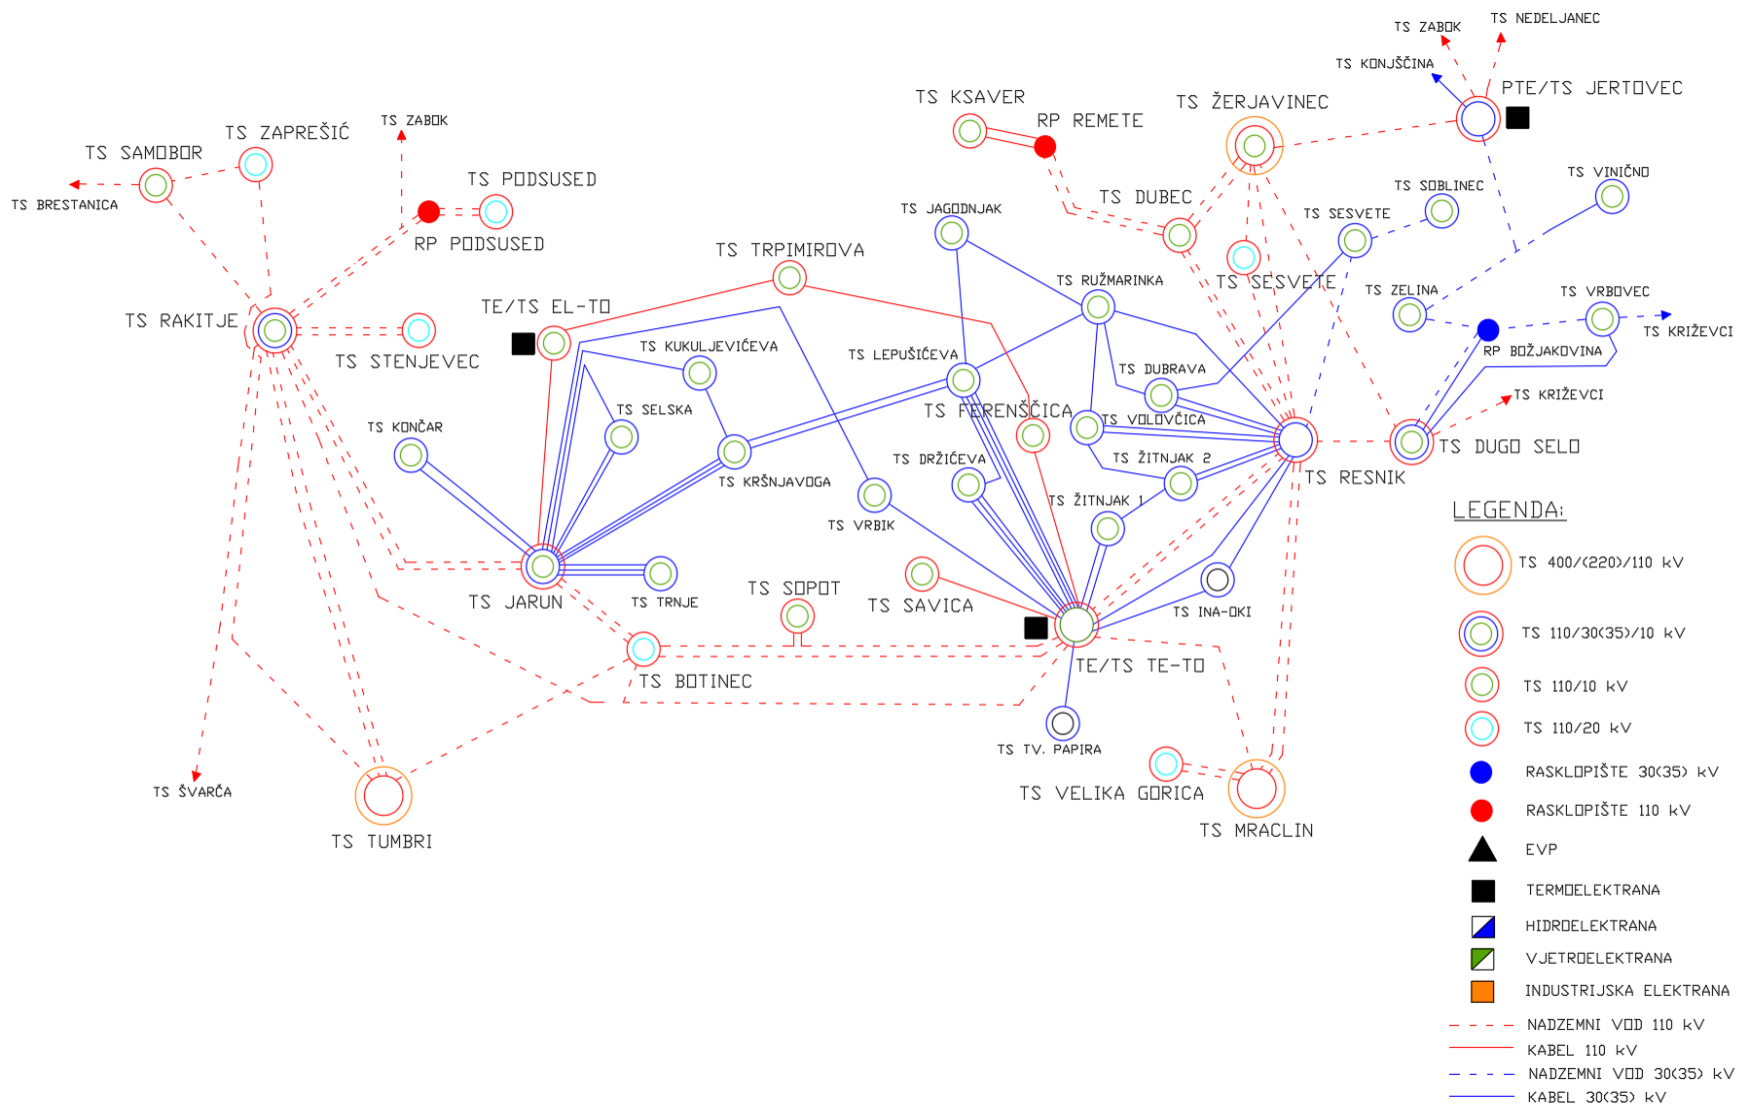 TS ZABOK
TS NEDELJANEC
TS KONJŠČINA
PTE/TS JERTOVEC
TS KSAVER
RP REMETE
TS ŽERJAVINEC
TS ZAPREŠIĆ
TS ZABOK
TS SAMOBOR
TS BRESTANICA
TS PODSUSED
RP PODSUSED
TS DUBEC
TS SOBLINEC
TS VINIČNO
TS JAGODNJAK
TS SESVETE
TS TRPIMIROVA
TS RUŽMARINKA
TS SESVETE
TS ZELINA
TS VRBOVEC
TS KRIŽEVCI
TS RAKITJE
TE/TS EL-TO
TS STENJEVEC
TS KUKULJEVIĆEVA
TS LEPUŠIĆEVA
RP BOŽJAKOVINA
TS DUBRAVA
TS KRIŽEVCI
TS SELSKA
TS FERENŠČICA
TS VOLOVČICA
TS KONČAR
TS DUGO SELO
TS DRŽIĆEVA
TS ŽITNJAK 2
TS RESNIK
TS KRŠNJAVOGA
TS ŽITNJAK 1
TS VRBIK
TS JARUN
TS TRNJE
TS SOPOT
TS SAVICA
TS INA-OKI
TE/TS TE-TO
TS BOTINEC
TS TV. PAPIRA
TS ŠVARČA
TS VELIKA GORICA
TS TUMBRI
TS MRACLIN
LEGENDA:
TS 400/(220)/110 kV
TS 110/30(35)/10 kV
TS 110/10 kV
TS 110/20 kV
RASKLOPIŠTE 30(35) kV
RASKLOPIŠTE 110 kV
EVP
TERMOELEKTRANA
HIDROELEKTRANA
VJETROELEKTRANA
INDUSTRIJSKA ELEKTRANA
NADZEMNI VOD 110 kV
KABEL 110 kV
NADZEMNI VOD 30(35) kV
KABEL 30(35) kV